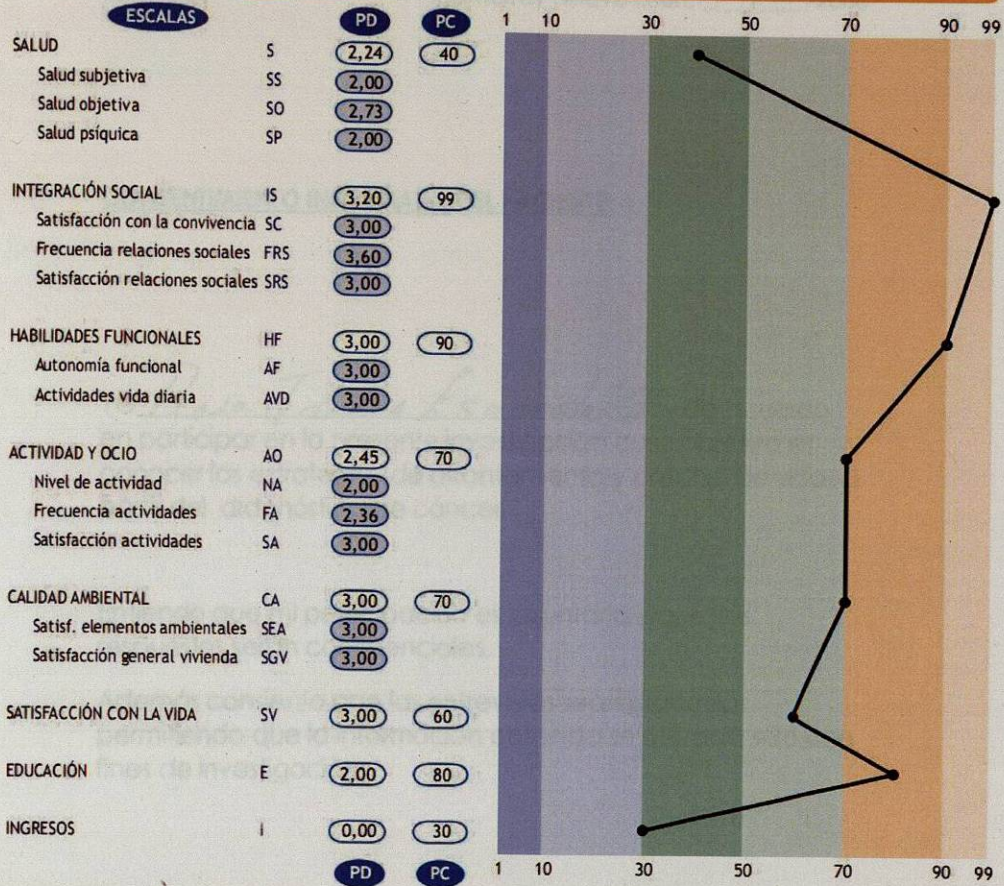 ESCALAS PD PC 1 10 30 50 70 90 99
SALUD S 2,24 40
Salud subjetiva SS 2,00
Salud objetiva SO 2,73
Salud psíquica SP 2,00
INTEGRACIÓN SOCIAL IS 3,20 99
Satisfacción con la convivencia SC 3,00
Frecuencia relaciones sociales FRS 3,60
Satisfacción relaciones sociales SRS 3,00
HABILIDADES FUNCIONALES HF 3,00 90
Autonomía funcional AF 3,00
Actividades vida diaria AVD 3,00
ACTIVIDAD Y OCIO AO 2,45 70
Nivel de actividad NA 2,00
Frecuencia actividades FA 2,36
Satisfacción actividades SA 3,00
CALIDAD AMBIENTAL CA 3,00 70
Satisf. elementos ambientales SEA 3,00
Satisfacción general vivienda SGV 3,00
SATISFACCIÓN CON LA VIDA SV 3,00 60
EDUCACIÓN E 2,00 80
INGRESOS I 0,00 30
PD PC 1 10 30 50 70 90 99